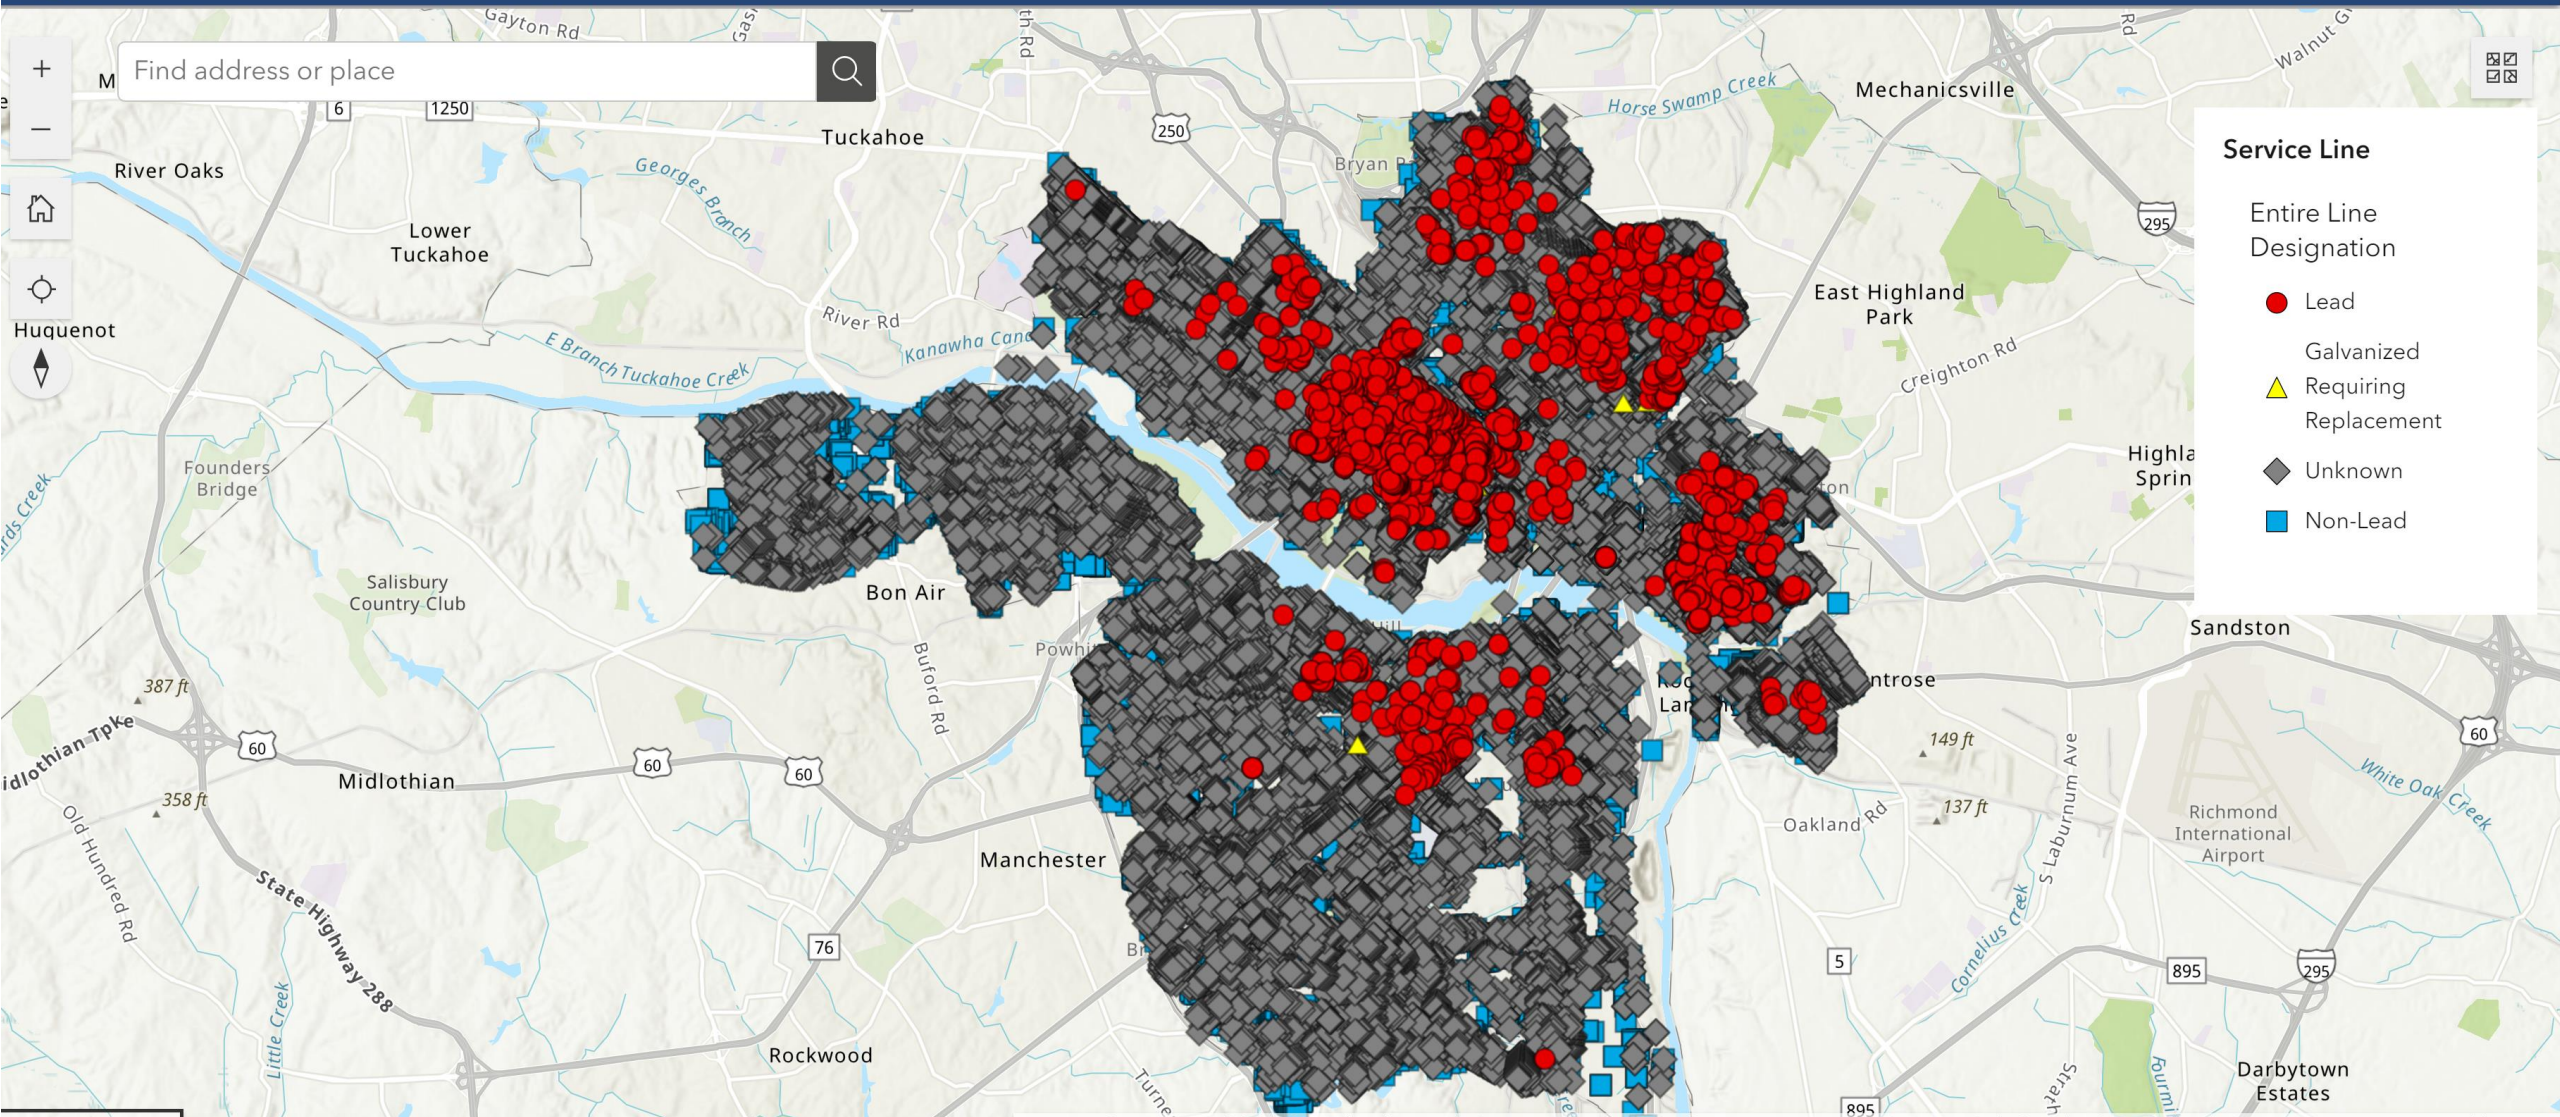 Gayton Rd
Find address or place
6
1250
250
Tuckahoe
River Oaks
Georges Branch
Lower
Tuckahoe
Huguenot
River Rd
E Branch Tuckahoe Creek
Horse Swamp Creek
Mechanicsville
Walnut
295
East Highland
Park
Creighton Rd
Service Line
Entire Line
Designation
Lead
Galvanized
Requiring
Replacement
Unknown
Non-Lead
Founders
Bridge
Salisbury
Country Club
Bon Air
Buford Rd
387 ft
60
Midlothian
60
60
358 ft
Old Hundred Rd
State Highway 288
Manchester
76
Little Creek
Rockwood
Sandston
149 ft
137 ft
Oakland Rd
S Laburnum Ave
Richmond
International
Airport
60
White Oak Creek
5
Cornelius Creek
895
295
Darbytown
Estates
895